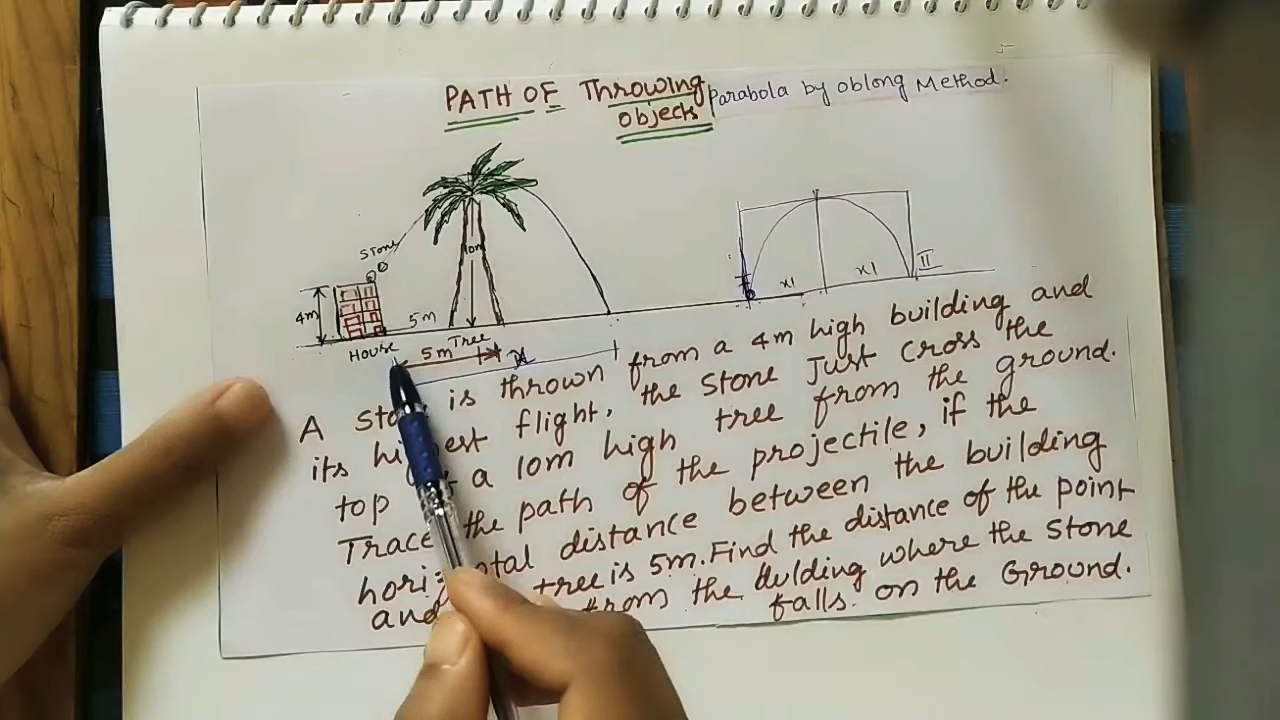 PATH OF Throwing Parabola by oblong Method.
objects
Stone
10m
4m
5m
House
Tree
5m
x
x1
x1
II
A sto is thrown from a 4m high building and
its hi est flight, the stone Just cross the
top a 10m high tree from the ground.
Trace the path of the projectile, if the
hori ntal distance between the building
and tree is 5m. Find the distance of the point
from the building where the stone
falls on the Ground.